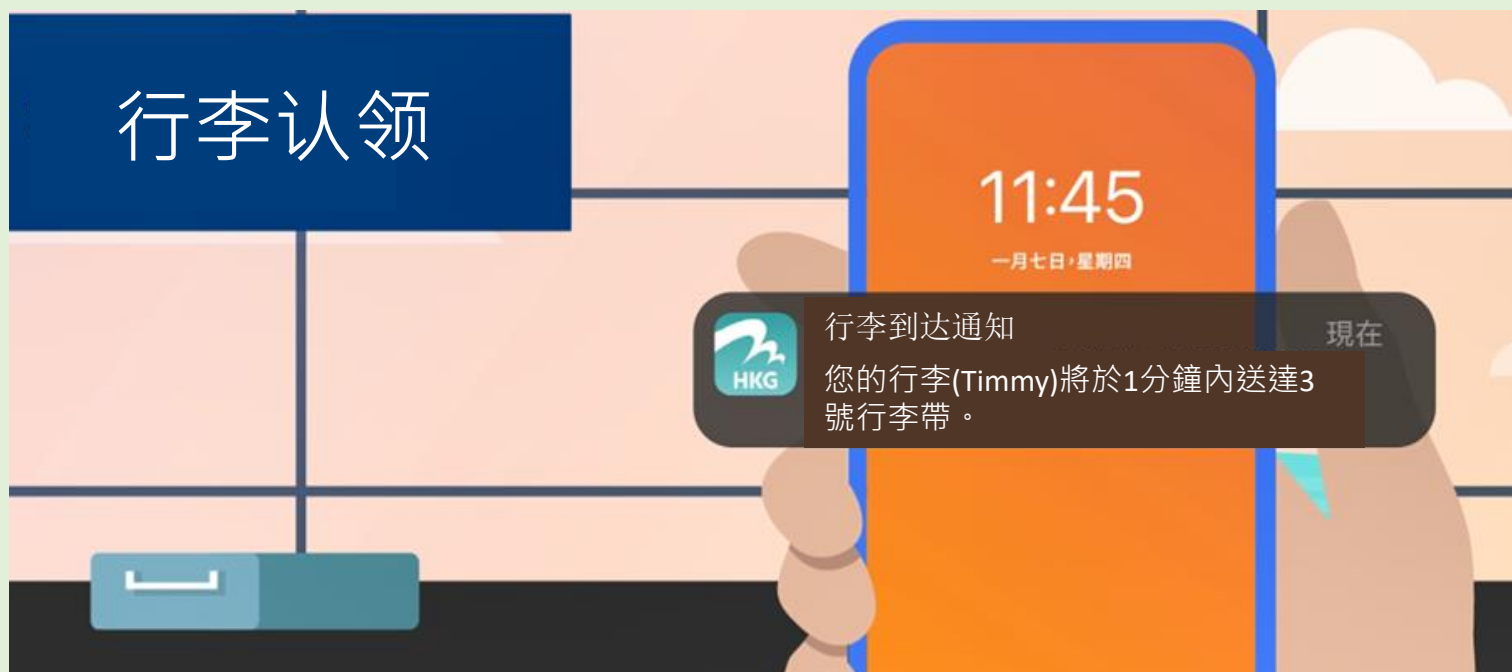 行李认领
11:45
一月七日，星期四
行李到达通知
現在
HKG
您的行李(Timmy)將於1分鐘內送達3
號行李帶。